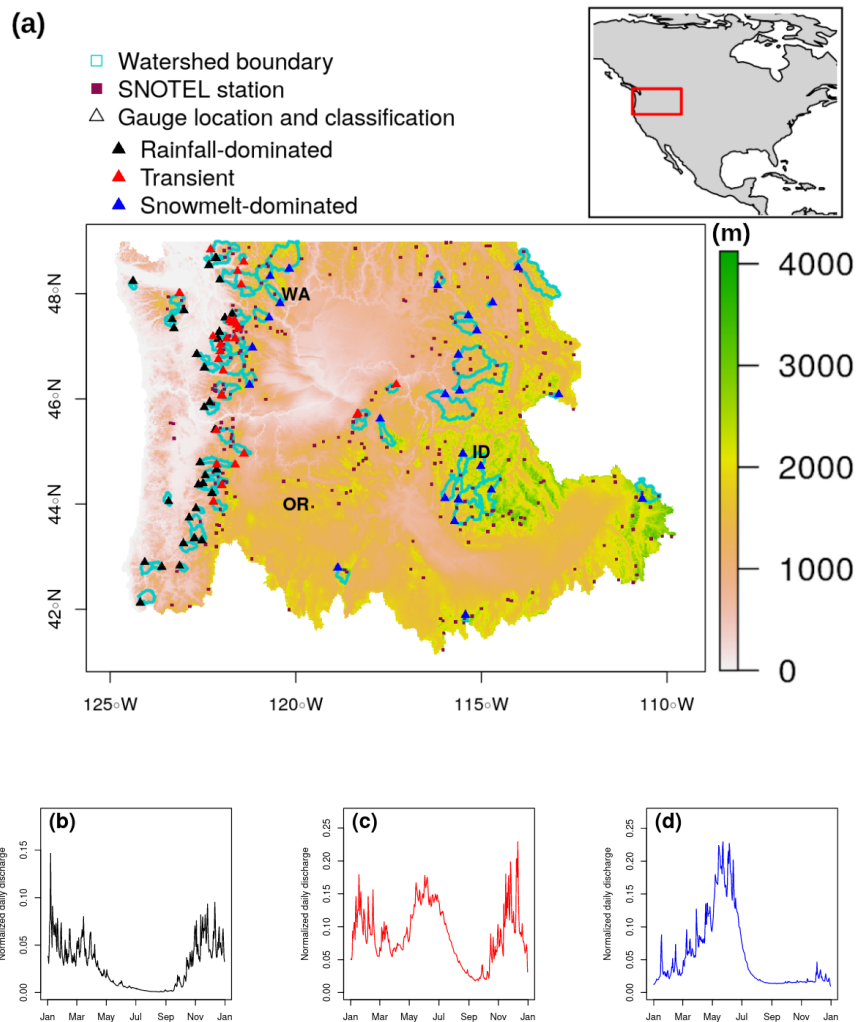 (a)
Watershed boundary
SNOTEL station
Gauge location and classification
Rainfall-dominated
Transient
Snowmelt-dominated
(m)
4000
3000
2000
1000
0
48°N
46°N
44°N
42°N
WA
ID
OR
125°W
120°W
115°W
110°W
(b)
Normalized daily discharge
0.15
0.10
0.05
0.00
Jan Mar May Jul Sep Nov Jan
(c)
Normalized daily discharge
0.25
0.20
0.15
0.10
0.05
0.00
Jan Mar May Jul Sep Nov Jan
(d)
Normalized daily discharge
0.25
0.20
0.15
0.10
0.05
0.00
Jan Mar May Jul Sep Nov Jan